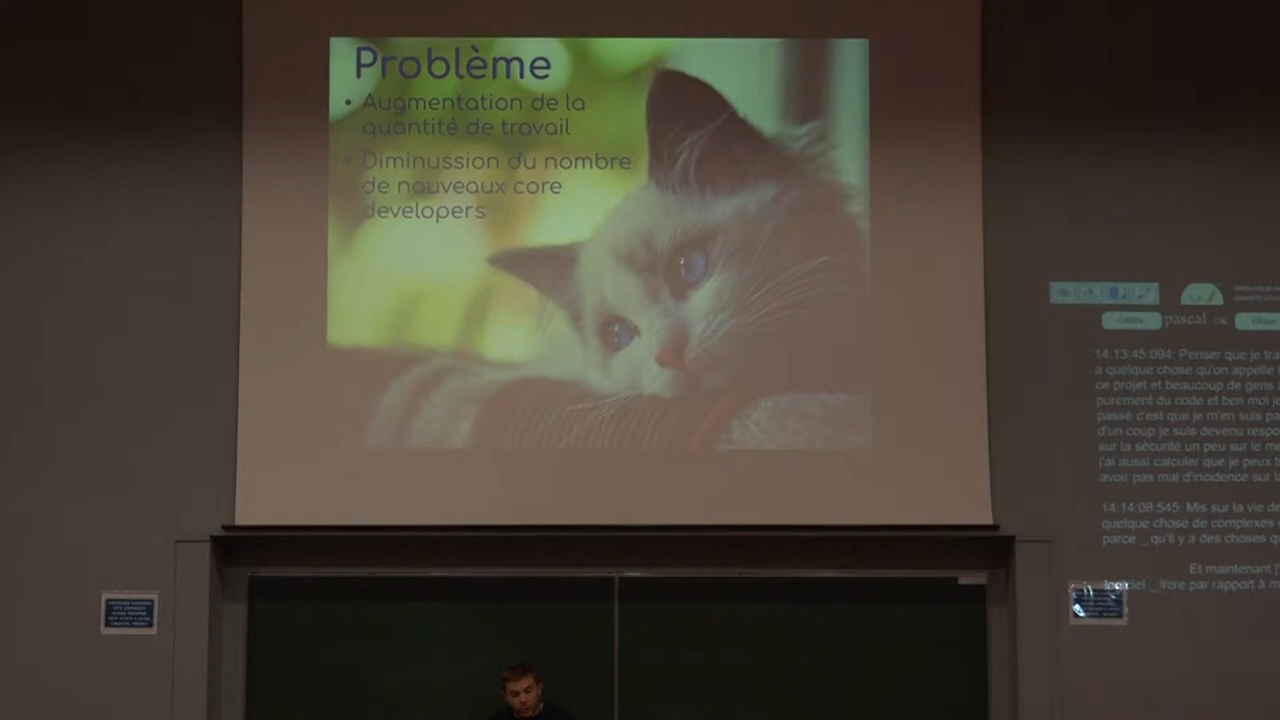 Problème
• Augmentation de la
quantité de travail
• Diminussion du nombre
de nouveaux core
developers
pascal
14:13:45:094: Penser que je tra
a quelque chose qu'on appelle
ce projet et beaucoup de gens
purement du code et ben moi je
passé c'est que je m'en suis pa
d'un coup je suis devenu respo
sur la sécurité un peu sur le m
j'ai aussi calculer que je peux f
avoir pas mal d'incidence sur
14:14:08:545: Mis sur la vie de
quelque chose de complexes
parce _ qu'il y a des choses q
Et maintenant j'
par rapport à m